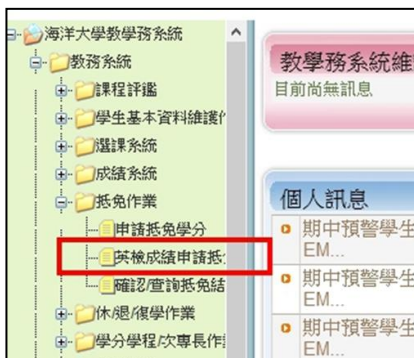 海洋大學教學務系統
教務系統
課程評鑑
學生基本資料維護
選課系統
成績系統
抵免作業
申請抵免學分
英檢成績申請抵
確認/查詢抵免結
休/退/復學作業
學分學程/次專長作
教學務系統維
目前尚無訊息
個人訊息
期中預警學生
EM...
期中預警學生
EM...
期中預警學生
EM...